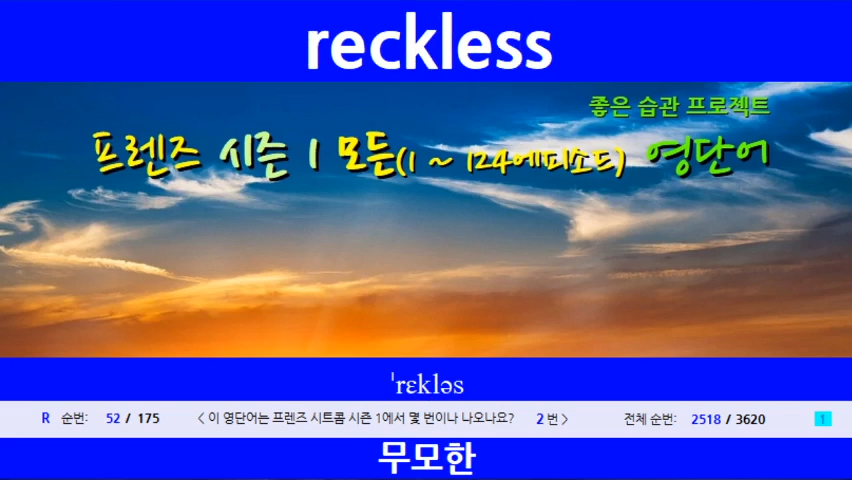 reckless
좋은 습관 프로젝트
프렌즈 시즌 1 모든(1 ~ 124에피소드) 영단어
ˈrɛkləs
R 순번: 52 / 175 < 이 영단어는 프렌즈 시트콤 시즌 1에서 몇 번이나 나오나요? 2 번 > 전체 순번: 2518 / 3620 1
무모한